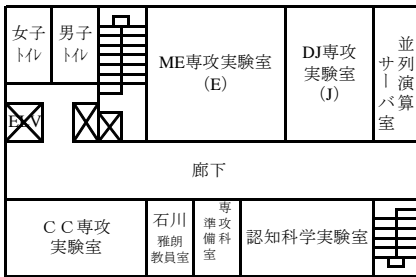 女子
トイレ
男子
トイレ
ME専攻実験室
(E)
DJ専攻
実験室
(J)
並列演算
サーバ室
ELV
廊下
CC専攻
実験室
石川
雅朗
教員室
専攻科
準備室
認知科学実験室